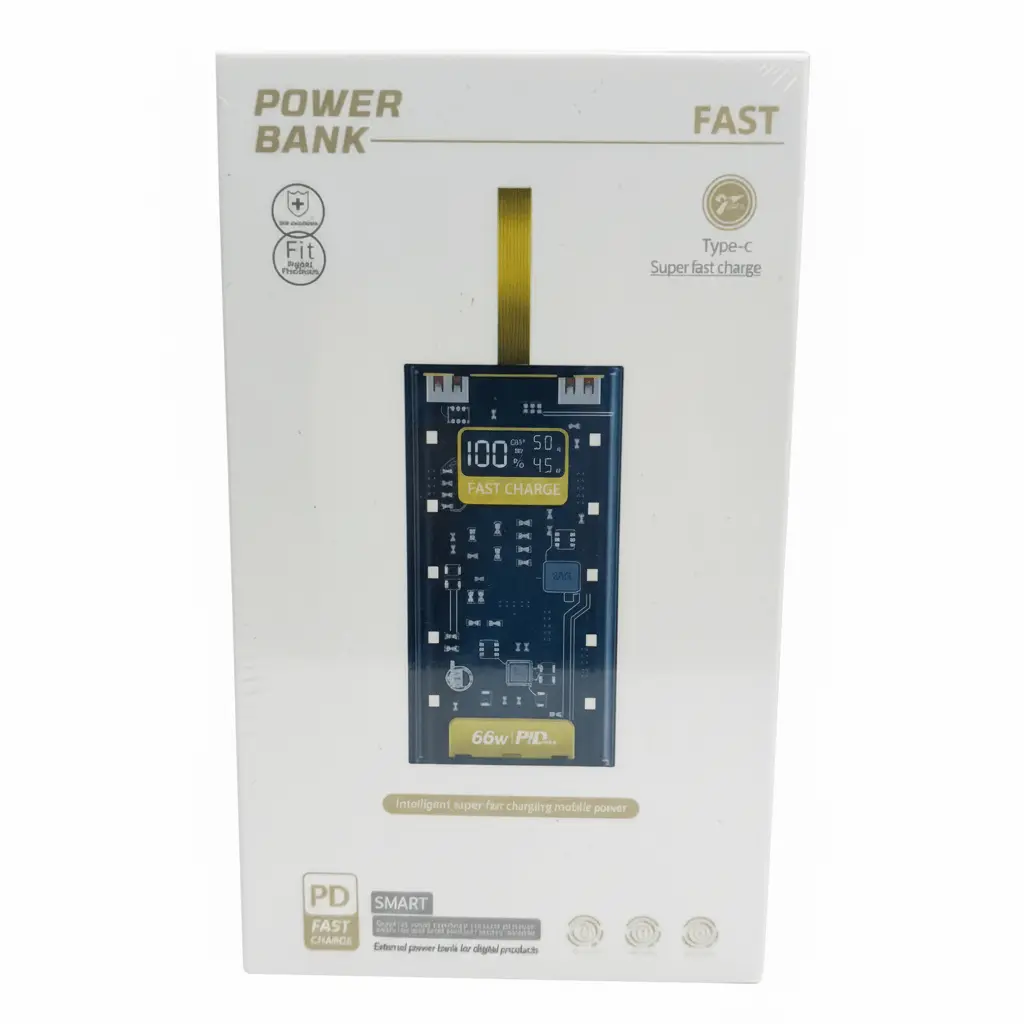 POWER
BANK
FAST
Fit
Type-c
Super fast charge
100 %
50
45
FAST CHARGE
66w PD
Intelligent super fast charging mobile power
PD
FAST
CHARGE
SMART
External power bank for digital products